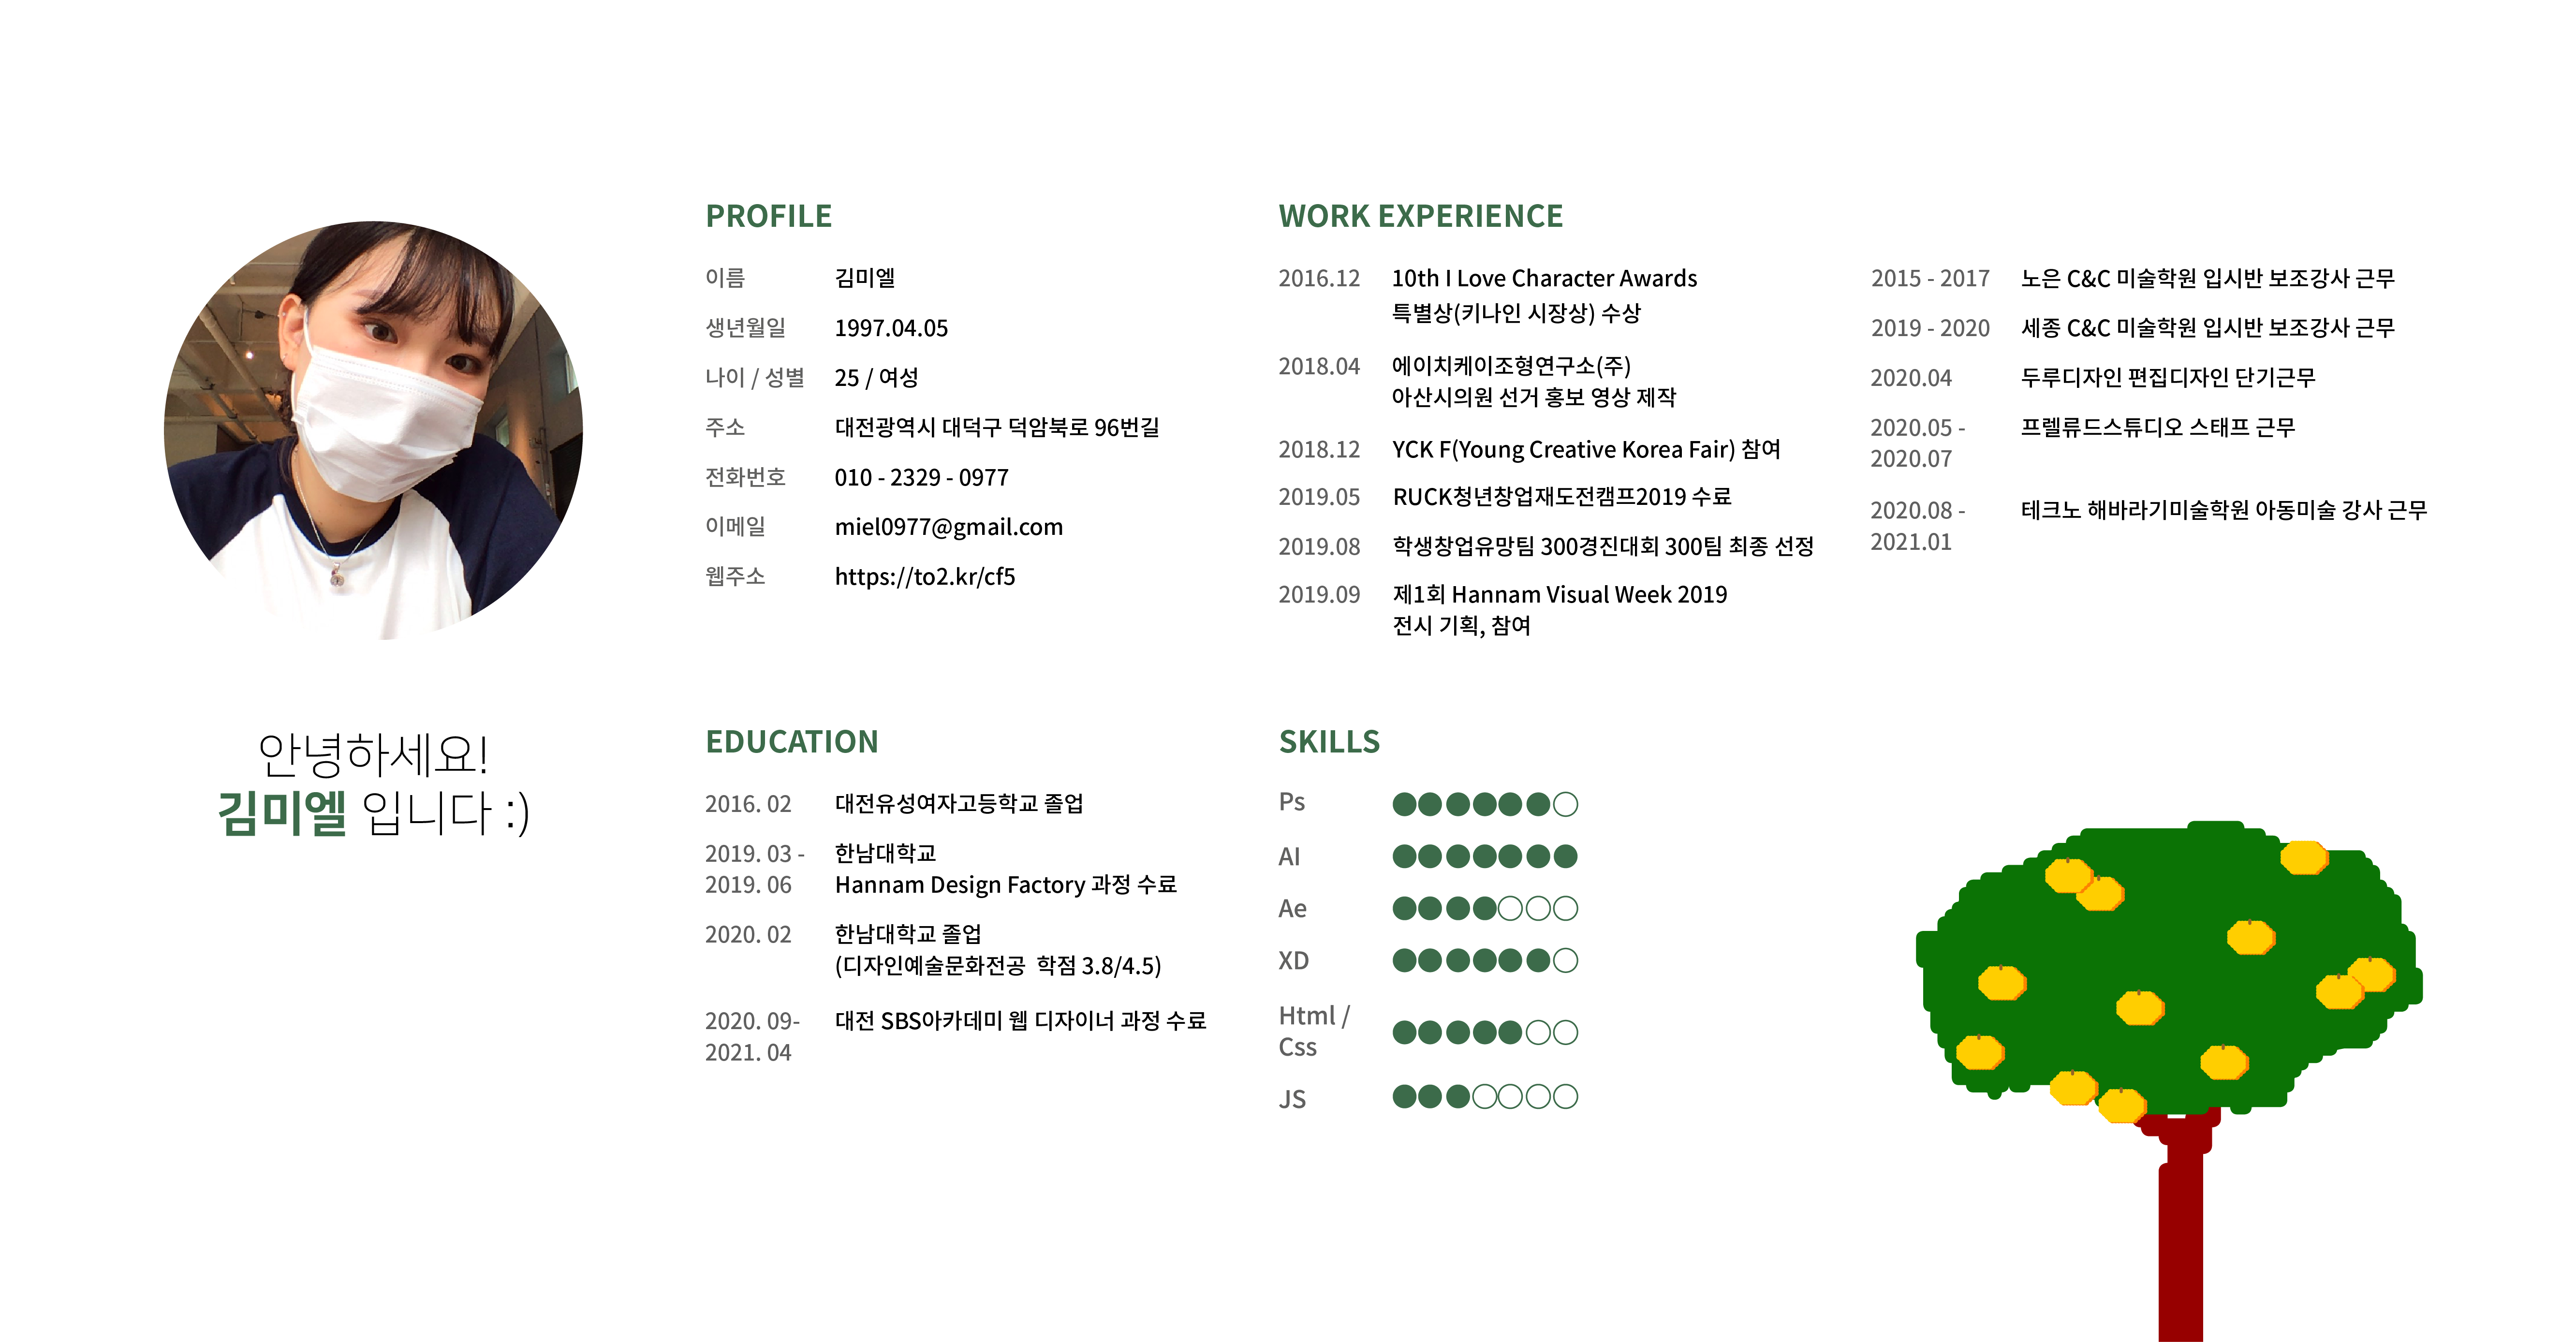 안녕하세요!
김미엘 입니다 :)
PROFILE
이름 김미엘
생년월일 1997.04.05
나이 / 성별 25 / 여성
주소 대전광역시 대덕구 덕암북로 96번길
전화번호 010 - 2329 - 0977
이메일 miel0977@gmail.com
웹주소 https://to2.kr/cf5
EDUCATION
2016. 02 대전유성여자고등학교 졸업
2019. 03 - 한남대학교
2019. 06 Hannam Design Factory 과정 수료
2020. 02 한남대학교 졸업
(디자인예술문화전공 학점 3.8/4.5)
2020. 09- 대전 SBS아카데미 웹 디자이너 과정 수료
2021. 04
WORK EXPERIENCE
2016.12 10th I Love Character Awards
특별상(키나인 시장상) 수상
2018.04 에이치케이조형연구소(주)
아산시의원 선거 홍보 영상 제작
2018.12 YCK F(Young Creative Korea Fair) 참여
2019.05 RUCK청년창업재도전캠프2019 수료
2019.08 학생창업유망팀 300경진대회 300팀 최종 선정
2019.09 제1회 Hannam Visual Week 2019
전시 기획, 참여
2015 - 2017 노은 C&C 미술학원 입시반 보조강사 근무
2019 - 2020 세종 C&C 미술학원 입시반 보조강사 근무
2020.04 두루디자인 편집디자인 단기근무
2020.05 - 프렐류드스튜디오 스태프 근무
2020.07
2020.08 - 테크노 해바라기미술학원 아동미술 강사 근무
2021.01
SKILLS
Ps
AI
Ae
XD
Html /
Css
JS